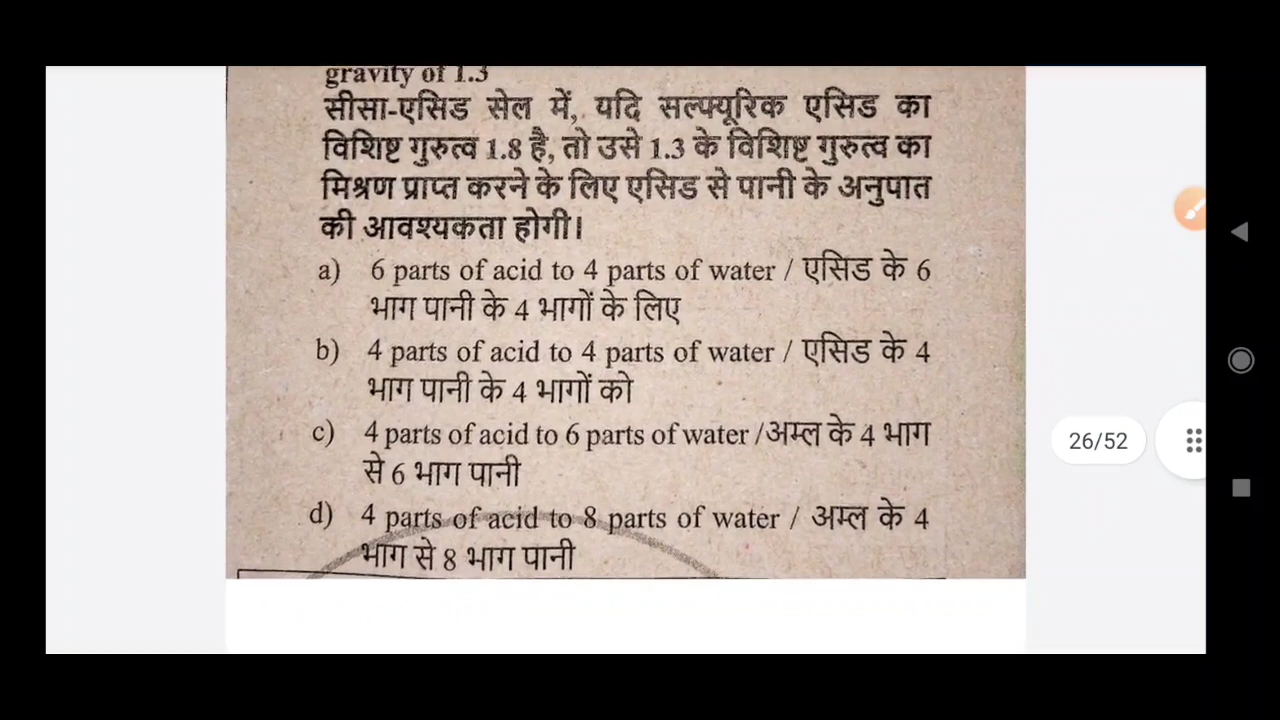 gravity of 1.3
सीसा-एसिड सेल में, यदि सल्फ्यूरिक एसिड का
विशिष्ट गुरुत्व 1.8 है, तो उसे 1.3 के विशिष्ट गुरुत्व का
मिश्रण प्राप्त करने के लिए एसिड से पानी के अनुपात
की आवश्यकता होगी।
a) 6 parts of acid to 4 parts of water / एसिड के 6
भाग पानी के 4 भागों के लिए
b) 4 parts of acid to 4 parts of water / एसिड के 4
भाग पानी के 4 भागों को
c) 4 parts of acid to 6 parts of water /अम्ल के 4 भाग
से 6 भाग पानी
d) 4 parts of acid to 8 parts of water / अम्ल के 4
भाग से 8 भाग पानी
26/52